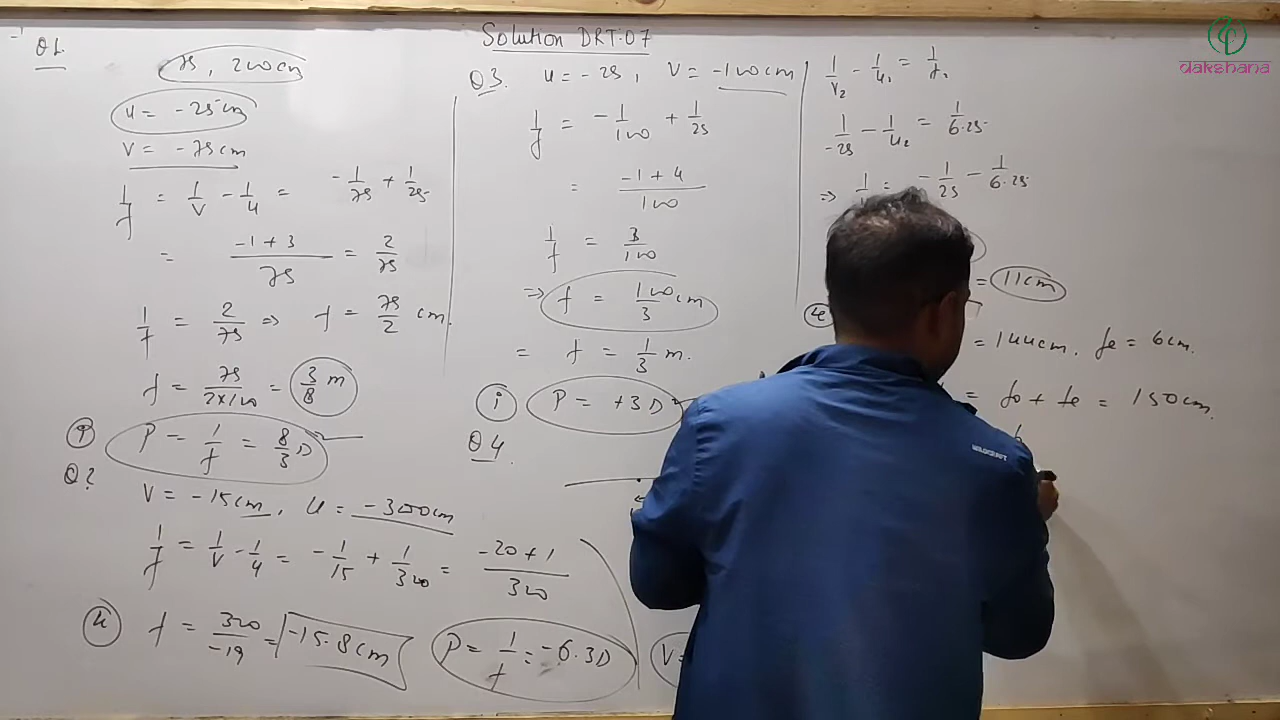 Solution DRT-07
Q1.
75, 200cm
u = -25cm
V = -75cm
1/f = 1/V - 1/u = -1/75 + 1/25
= (-1+3)/75 = 2/75
1/f = 2/75 ⇒ f = 75/2 cm.
f = 75/(2×100) = 3/8 m
P = 1/f = 8/3 D
Q2
V = -15cm, u = -300cm
1/f = 1/V - 1/u = -1/15 + 1/300 = (-20+1)/300
f = 300/-19 = -15.8cm
P = 1/f = -6.3D
Q3. u = -25, V = -100cm
1/f = -1/100 + 1/25
= (-1+4)/100
1/f = 3/100
⇒ f = 100/3 cm
= f = 1/3 m.
i P = +3D
Q4.
V=
1/V₂ - 1/u₂ = 1/f₂
1/-25 - 1/u₂ = 1/6.25
⇒ = -1/25 - 1/6.25
= 11cm
= 144cm. fe = 6cm.
= fo + fe = 150cm.
dakshana
WILDCRAFT